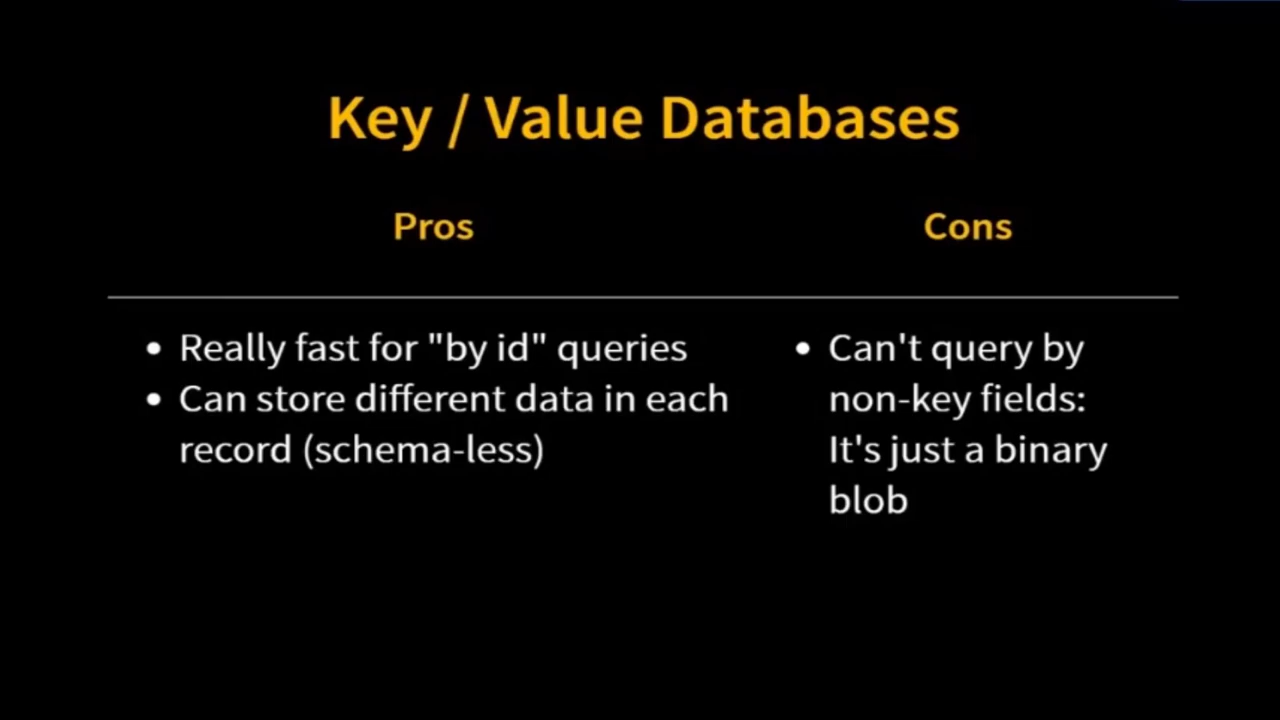 Key / Value Databases
Pros
Cons
• Really fast for "by id" queries
• Can store different data in each
record (schema-less)
• Can't query by
non-key fields:
It's just a binary
blob